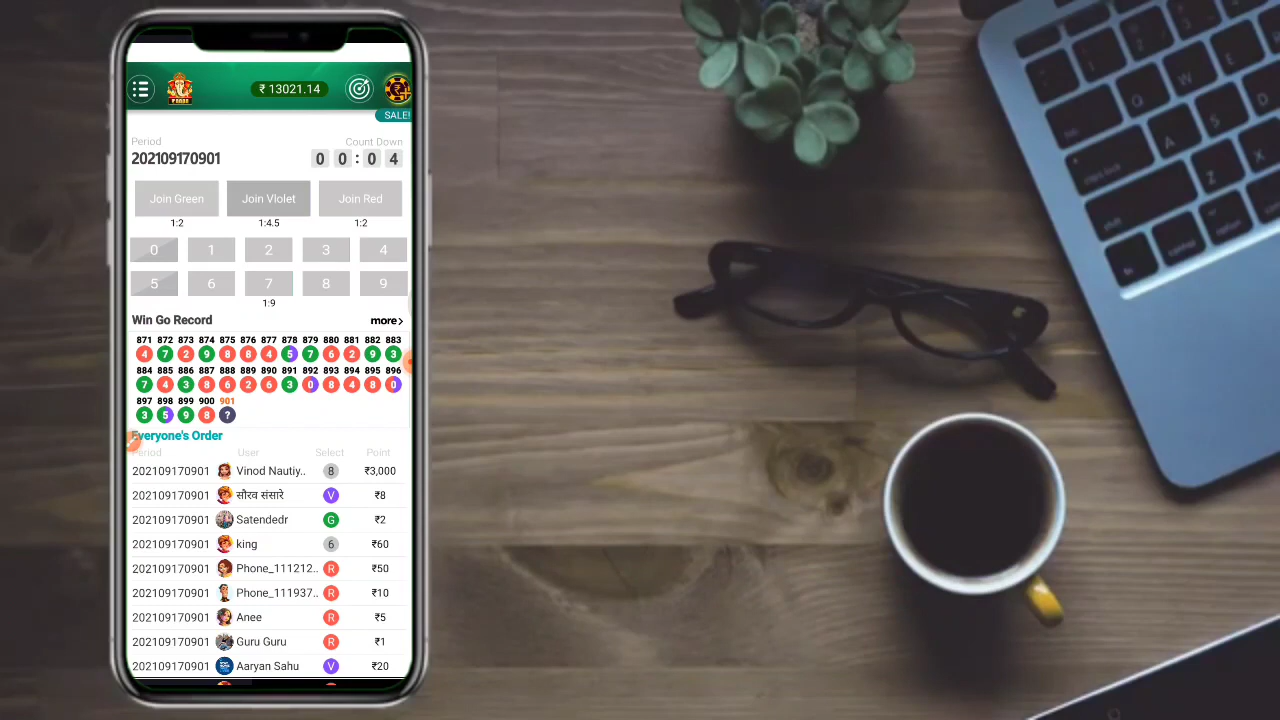 ₹ 13021.14
SALE!
Period Count Down
202109170901 0 0 : 0 4
Join Green Join Vlolet Join Red
1:2 1:4.5 1:2
0 1 2 3 4
5 6 7 8 9
1:9
Win Go Record more>
871 872 873 874 875 876 877 878 879 880 881 882 883
4 7 2 9 8 8 4 5 7 6 2 9 3
884 885 886 887 888 889 890 891 892 893 894 895 896
7 4 3 8 6 2 6 3 0 8 4 8 0
897 898 899 900 901
3 5 9 8 ?
Everyone's Order
Period User Select Point
202109170901 Vinod Nautiy.. 8 ₹3,000
202109170901 सौरव संसारे V ₹8
202109170901 Satendedr G ₹2
202109170901 king 6 ₹60
202109170901 Phone_111212.. R ₹50
202109170901 Phone_111937.. R ₹10
202109170901 Anee R ₹5
202109170901 Guru Guru R ₹1
202109170901 Aaryan Sahu V ₹20